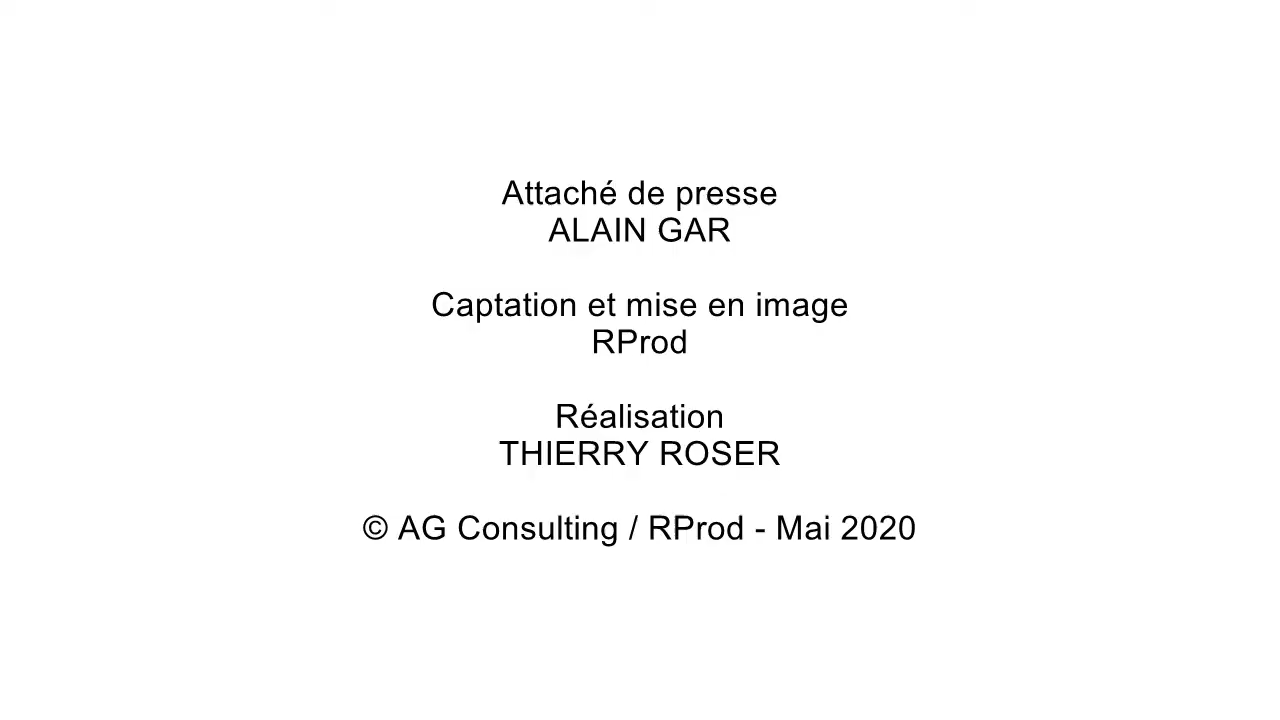 Attaché de presse
ALAIN GAR
Captation et mise en image
RProd
Réalisation
THIERRY ROSER
© AG Consulting / RProd - Mai 2020